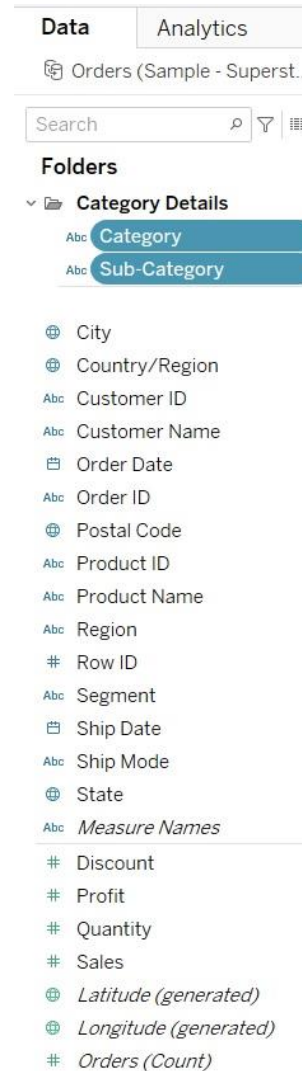 Data Analytics
Orders (Sample - Superst..
Search
Folders
Category Details
Abc Category
Abc Sub-Category
City
Country/Region
Abc Customer ID
Abc Customer Name
Order Date
Abc Order ID
Postal Code
Abc Product ID
Abc Product Name
Abc Region
# Row ID
Abc Segment
Ship Date
Abc Ship Mode
State
Abc Measure Names
# Discount
# Profit
# Quantity
# Sales
Latitude (generated)
Longitude (generated)
# Orders (Count)